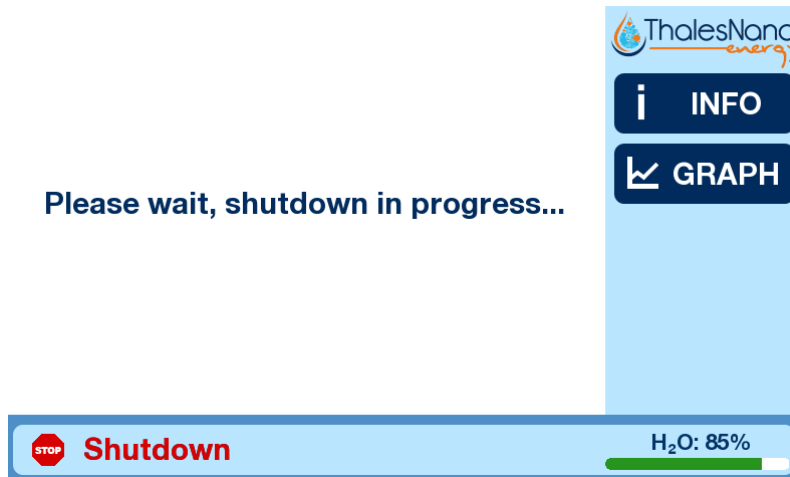 ThalesNano
energy
INFO
GRAPH
Please wait, shutdown in progress...
STOP
Shutdown
H₂O: 85%